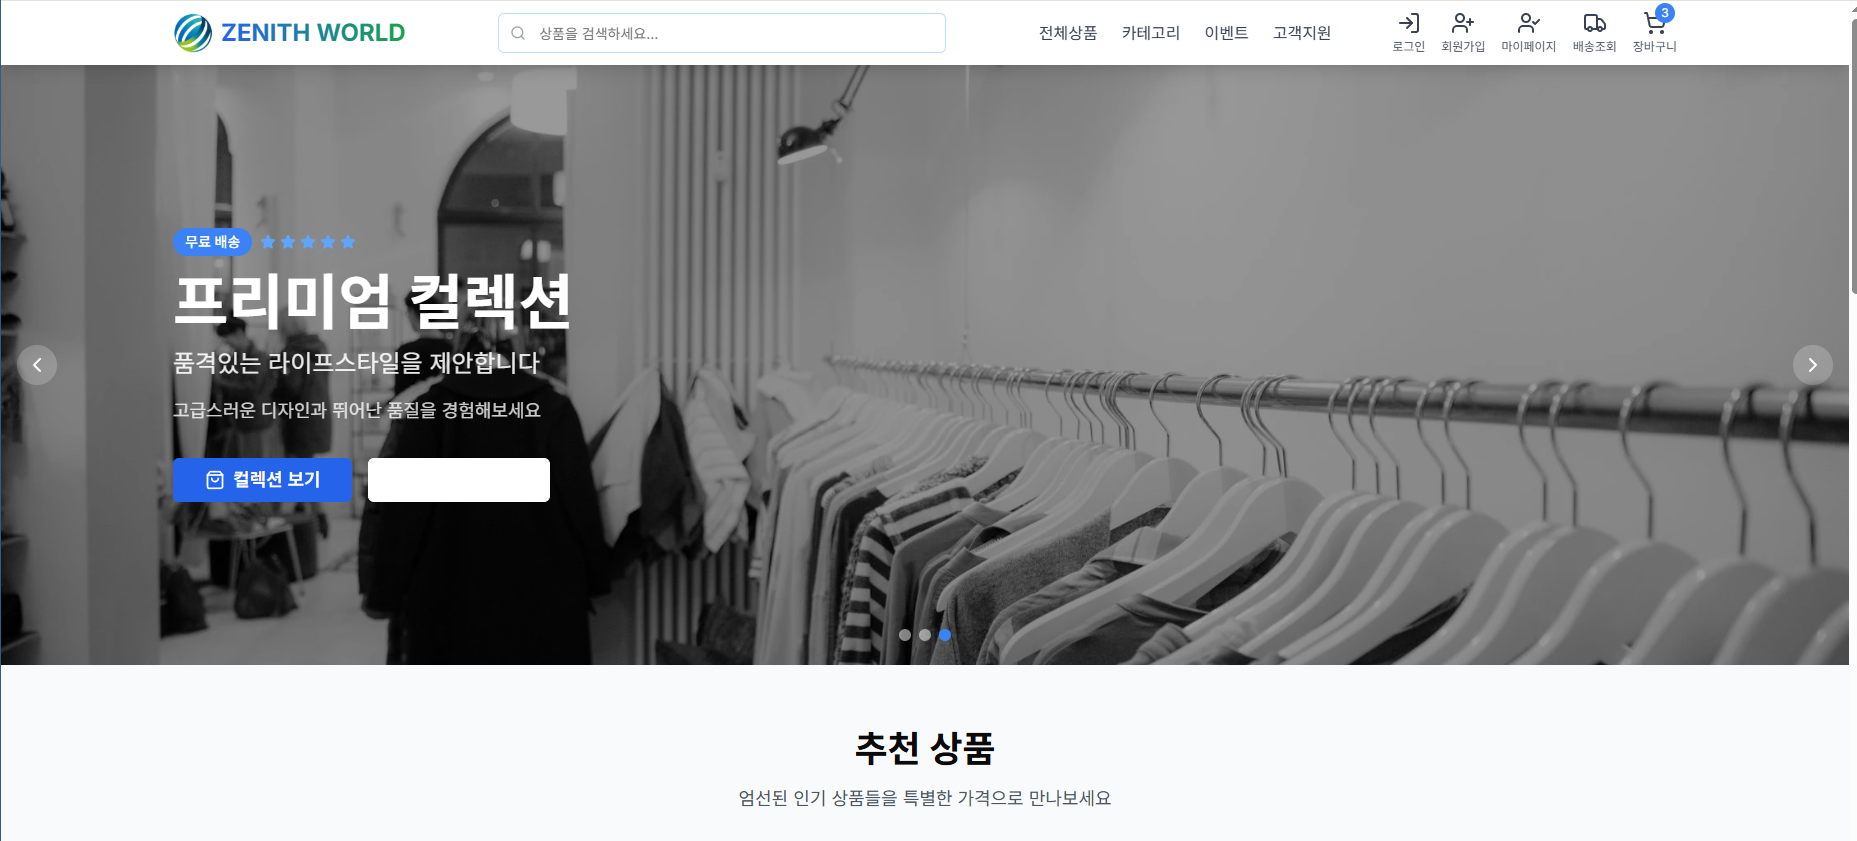 ZENITH WORLD
상품을 검색하세요...
전체상품 카테고리 이벤트 고객지원
로그인 회원가입 마이페이지 배송조회 장바구니
3
무료 배송
프리미엄 컬렉션
품격있는 라이프스타일을 제안합니다
고급스러운 디자인과 뛰어난 품질을 경험해보세요
컬렉션 보기
추천 상품
엄선된 인기 상품들을 특별한 가격으로 만나보세요